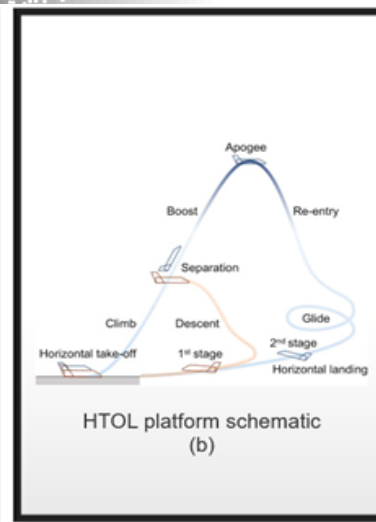 Apogee
Boost
Re-entry
Separation
Climb
Descent
Glide
Horizontal take-off
1st stage
2nd stage
Horizontal landing
HTOL platform schematic
(b)